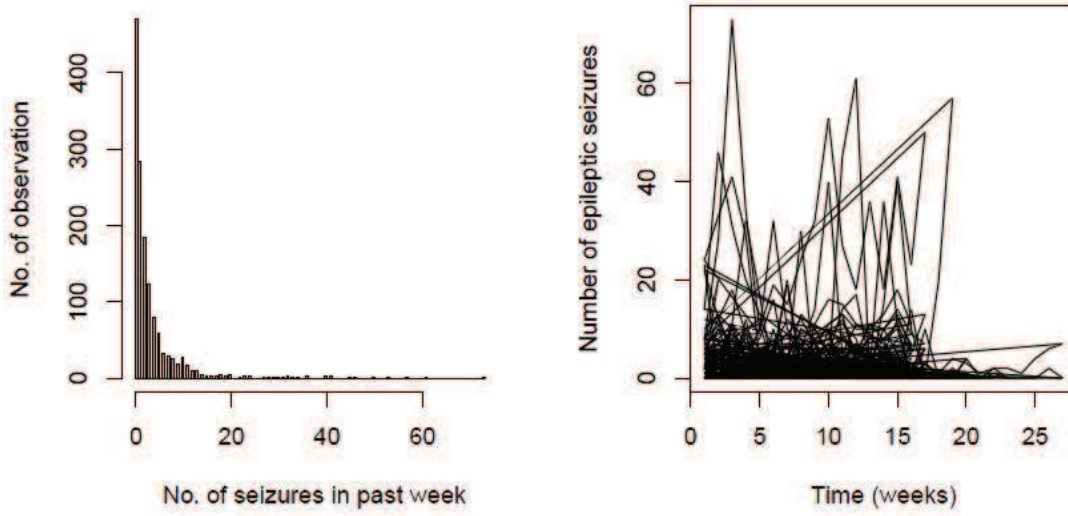 No. of observation
400
300
200
100
0
0 20 40 60
No. of seizures in past week
Number of epileptic seizures
60
40
20
0
0 5 10 15 20 25
Time (weeks)